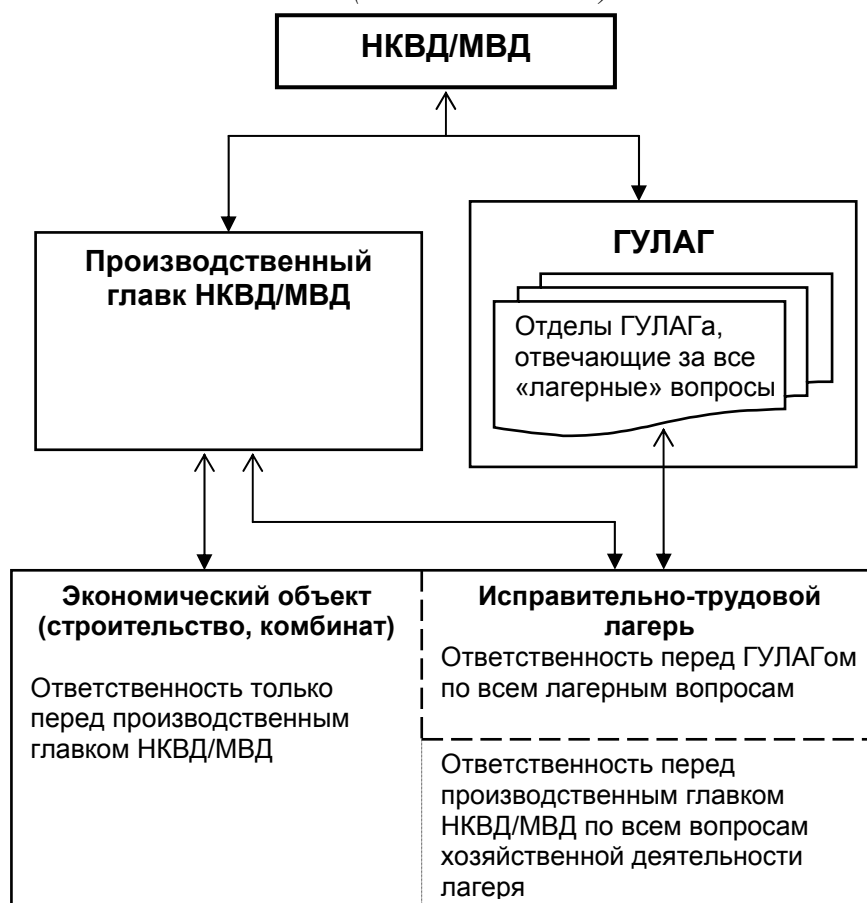 НКВД/МВД
Производственный
главк НКВД/МВД
ГУЛАГ
Отделы ГУЛАГа,
отвечающие за все
«лагерные» вопросы
Экономический объект
(строительство, комбинат)
Ответственность только
перед производственным
главком НКВД/МВД
Исправительно-трудовой
лагерь
Ответственность перед ГУЛАГом
по всем лагерным вопросам
Ответственность перед
производственным главком
НКВД/МВД по всем вопросам
хозяйственной деятельности
лагеря